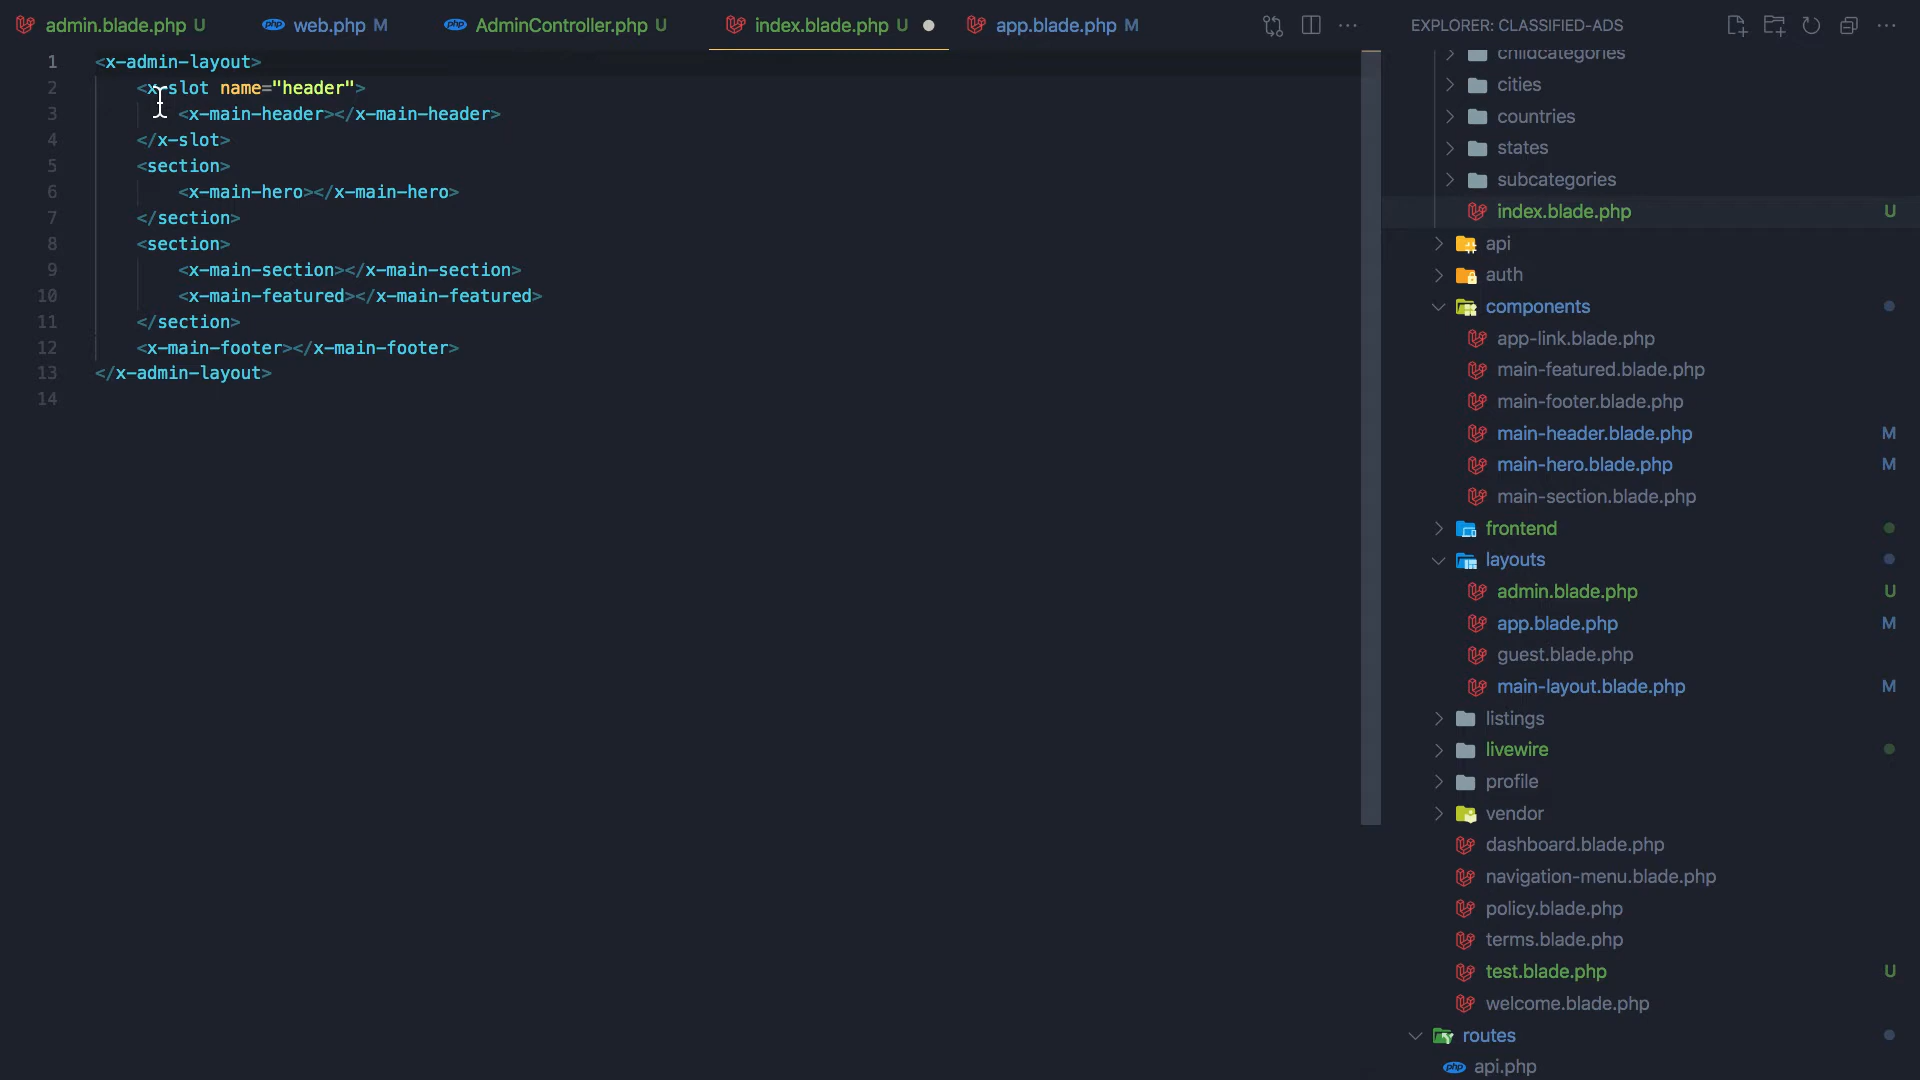 admin.blade.php U
web.php M
AdminController.php U
index.blade.php U
app.blade.php M
EXPLORER: CLASSIFIED-ADS
1 <x-admin-layout>
2 <x-slot name="header">
3 <x-main-header></x-main-header>
4 </x-slot>
5 <section>
6 <x-main-hero></x-main-hero>
7 </section>
8 <section>
9 <x-main-section></x-main-section>
10 <x-main-featured></x-main-featured>
11 </section>
12 <x-main-footer></x-main-footer>
13 </x-admin-layout>
14
childcategories
cities
countries
states
subcategories
index.blade.php U
api
auth
components
app-link.blade.php
main-featured.blade.php
main-footer.blade.php
main-header.blade.php M
main-hero.blade.php M
main-section.blade.php
frontend
layouts
admin.blade.php U
app.blade.php M
guest.blade.php
main-layout.blade.php M
listings
livewire
profile
vendor
dashboard.blade.php
navigation-menu.blade.php
policy.blade.php
terms.blade.php
test.blade.php U
welcome.blade.php
routes
php api.php